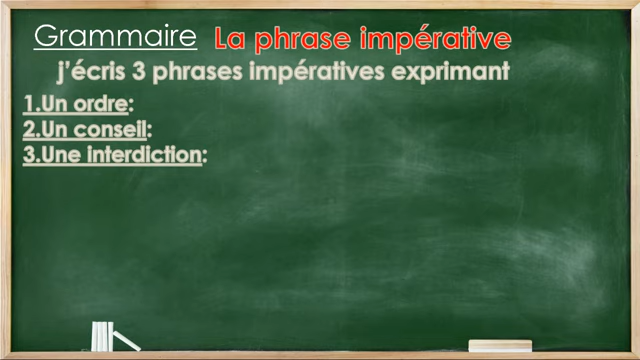 Grammaire La phrase impérative
j'écris 3 phrases impératives exprimant
1.Un ordre:
2.Un conseil:
3.Une interdiction: